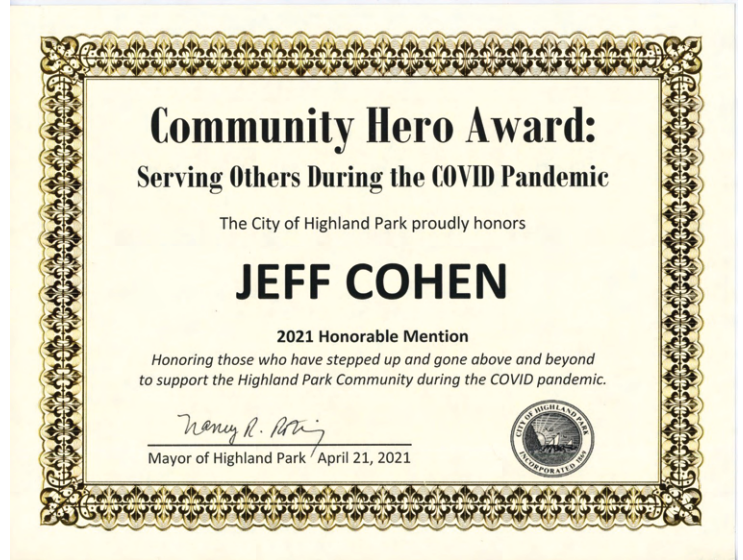 Community Hero Award:
Serving Others During the COVID Pandemic
The City of Highland Park proudly honors
JEFF COHEN
2021 Honorable Mention
Honoring those who have stepped up and gone above and beyond
to support the Highland Park Community during the COVID pandemic.
Nancy R.
Mayor of Highland Park April 21, 2021
CITY OF HIGHLAND PARK
INCORPORATED 1869